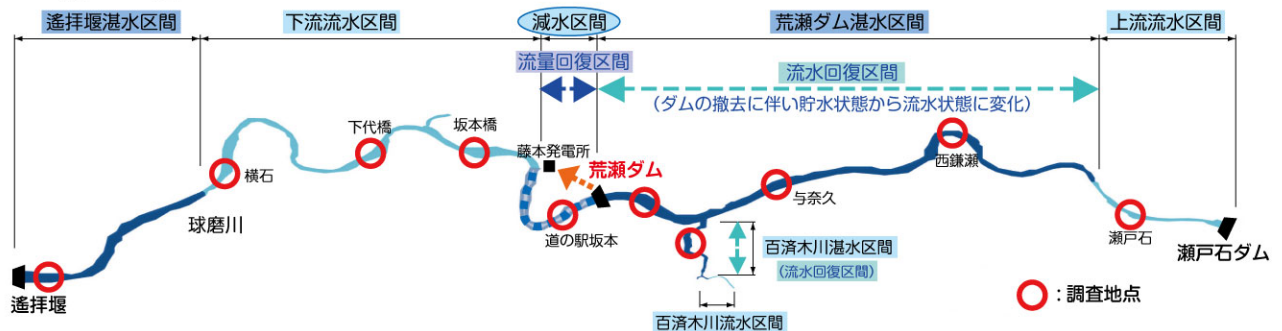 遙拝堰湛水区間
下流流水区間
減水区間
荒瀬ダム湛水区間
上流流水区間
流量回復区間
流水回復区間
(ダムの撤去に伴い貯水状態から流水状態に変化)
下代橋
坂本橋
藤本発電所
荒瀬ダム
西鎌瀬
横石
与奈久
球磨川
道の駅坂本
瀬戸石
百済木川湛水区間
(流水回復区間)
瀬戸石ダム
遙拝堰
:調査地点
百済木川流水区間